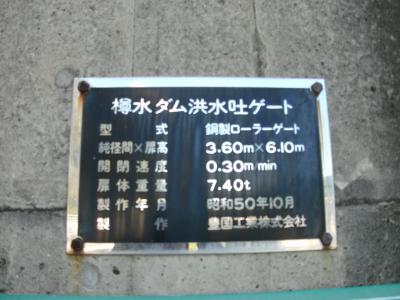 樽水ダム洪水吐ゲート
型式 鋼製ローラーゲート
純径間×扉高 3.60m×6.10m
開閉速度 0.30m/min
扉体重量 7.40t
製作年月 昭和50年10月
製作 豊国工業株式会社